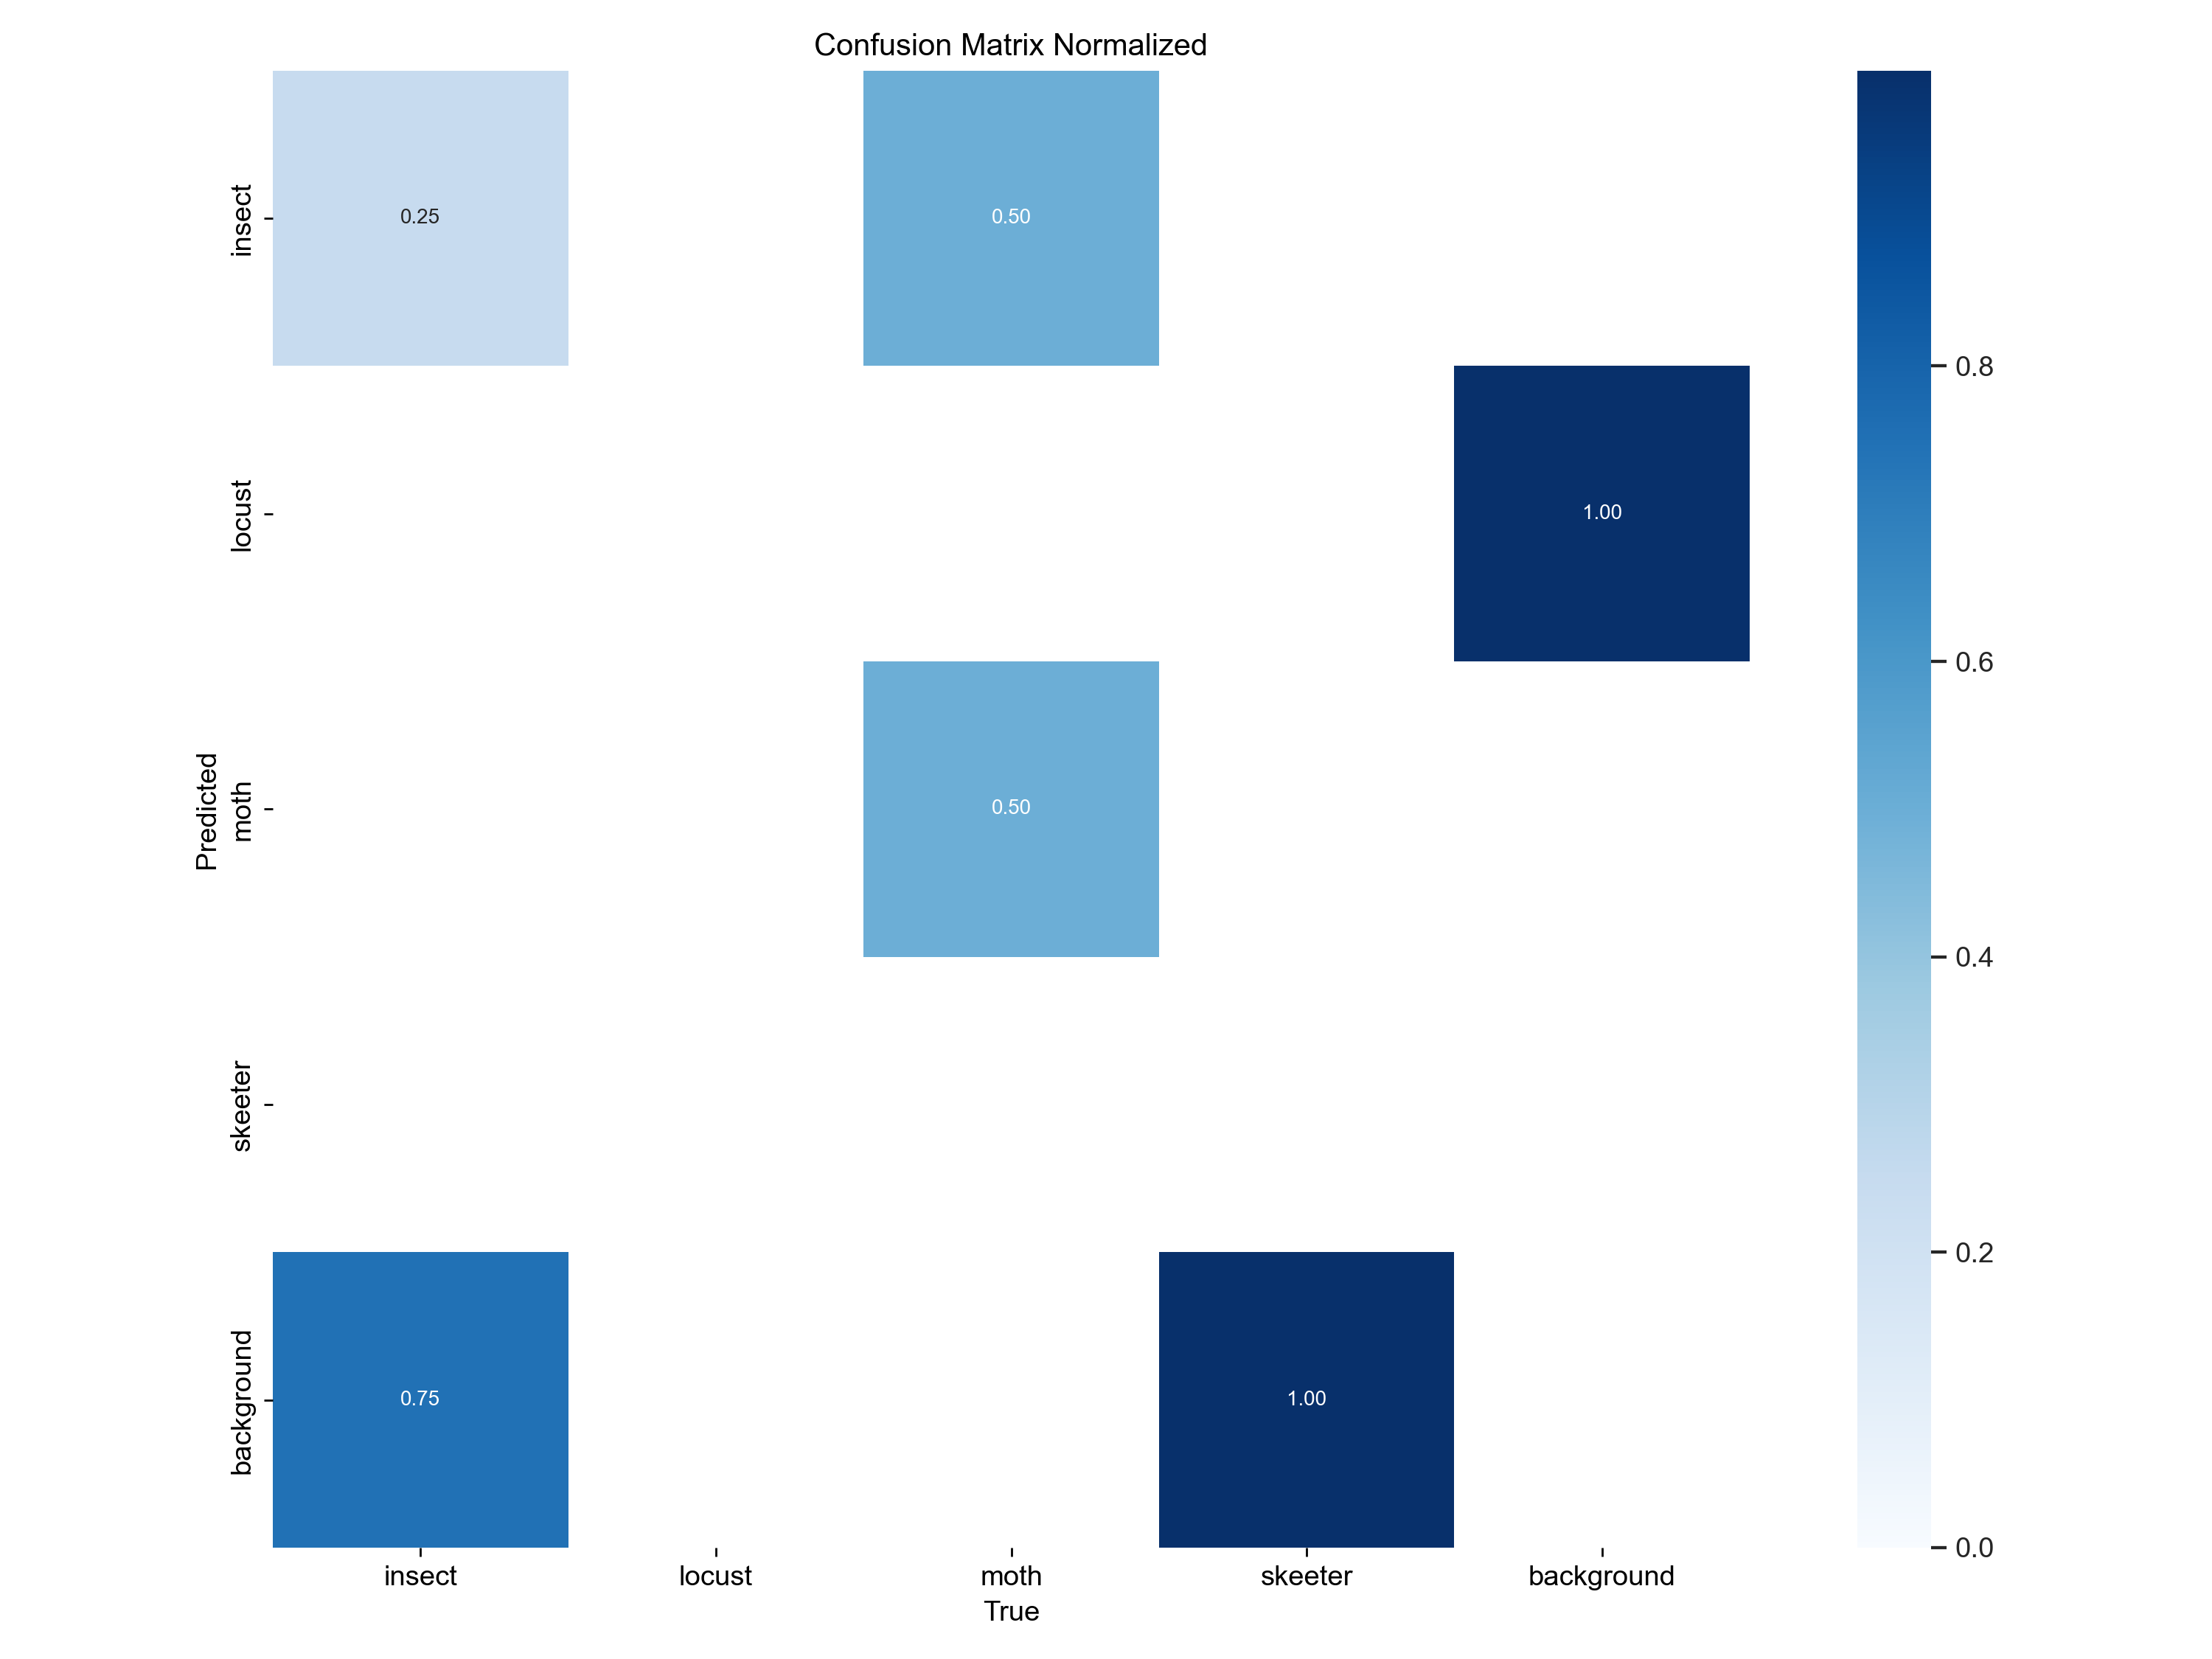 Confusion Matrix Normalized
insect
0.25
0.50
locust
1.00
0.8
0.6
Predicted
moth
0.50
0.4
skeeter
0.2
background
0.75
1.00
0.0
insect
locust
moth
skeeter
background
True